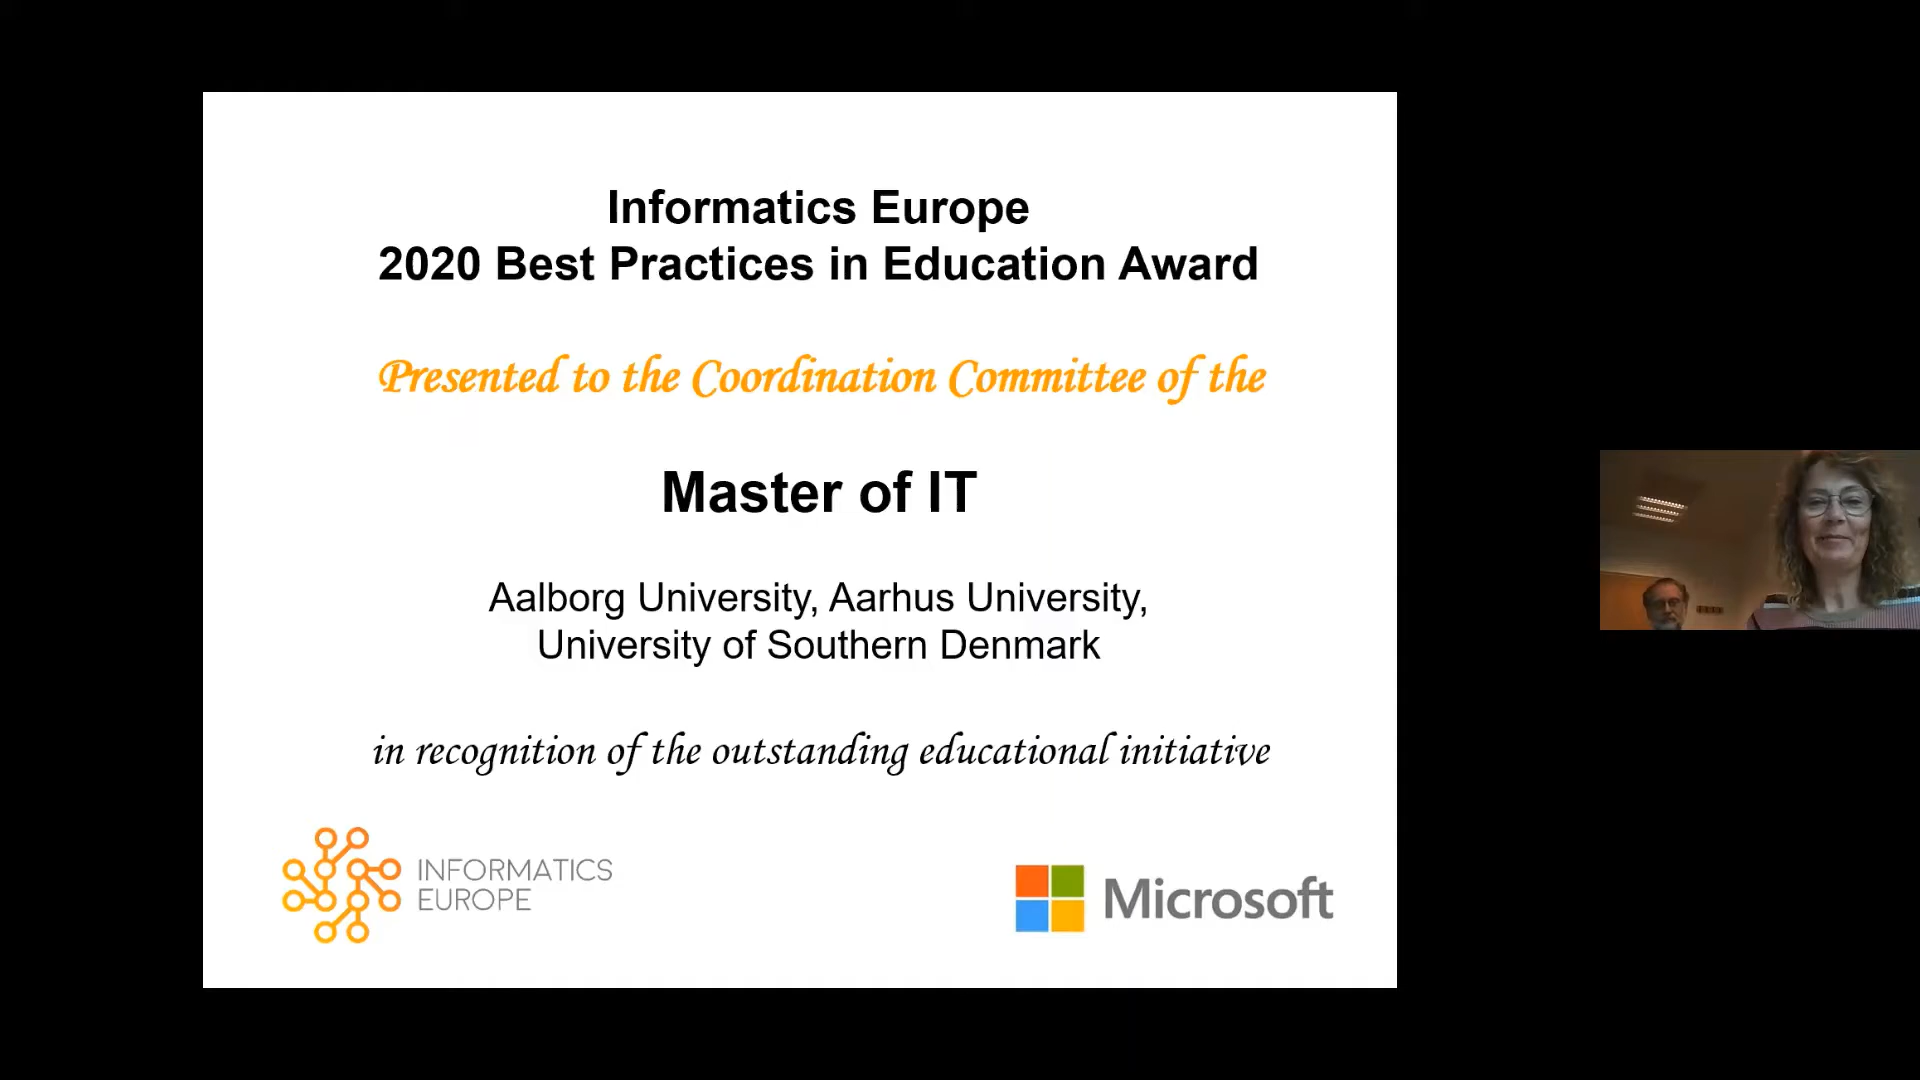 Informatics Europe
2020 Best Practices in Education Award
Presented to the Coordination Committee of the
Master of IT
Aalborg University, Aarhus University,
University of Southern Denmark
in recognition of the outstanding educational initiative
INFORMATICS
EUROPE
Microsoft